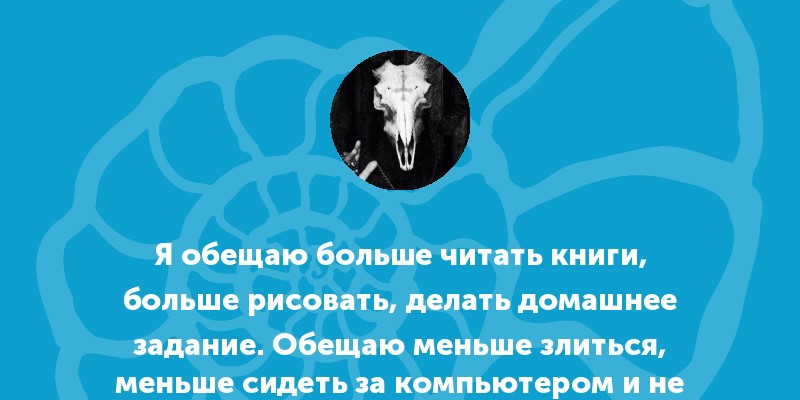 Я обещаю больше читать книги,
больше рисовать, делать домашнее
задание. Обещаю меньше злиться,
меньше сидеть за компьютером и не